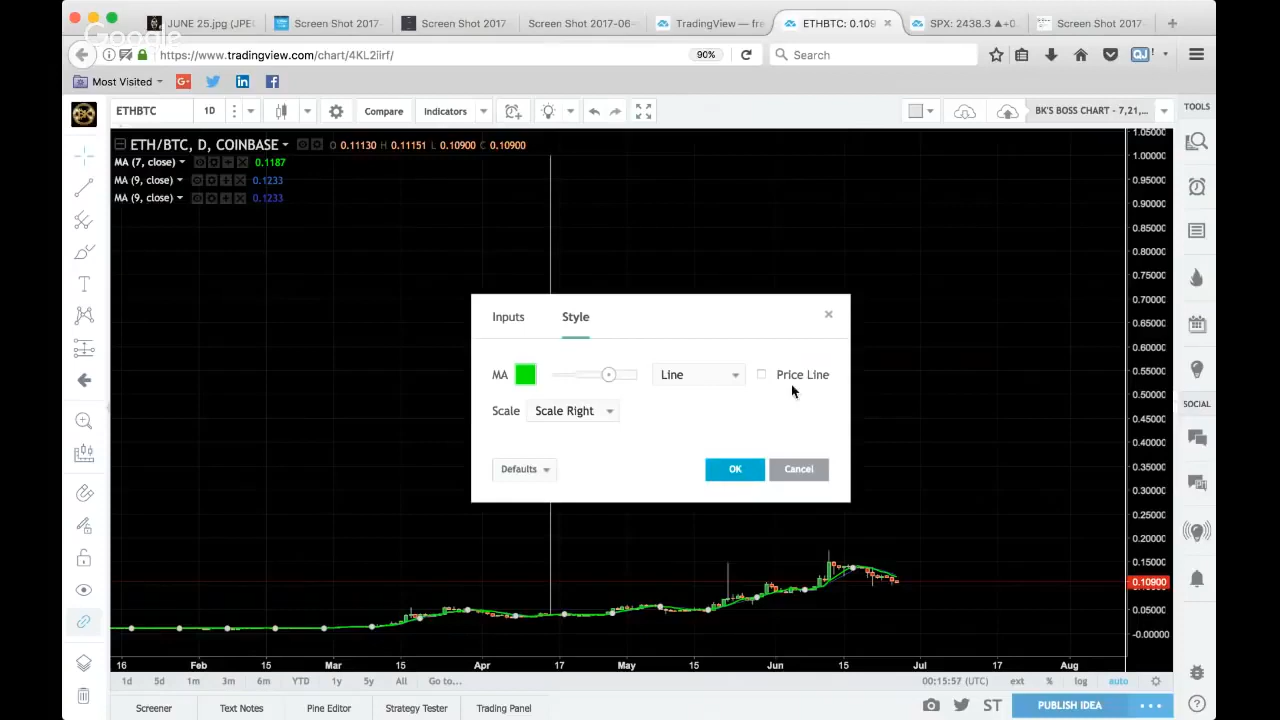 JUNE 25.jpg (JPE
Screen Shot 2017-
Screen Shot 2017
Screen Shot 2017-06-
TradingView — fre
ETHBTC; 0.109
SPX: 2438.3 ▲+0.
Screen Shot 2017
Google
https://www.tradingview.com/chart/4KL2iirf/
90%
Search
Most Visited
ETHBTC
1D
Compare
Indicators
BK'S BOSS CHART - 7,21,...
TOOLS
ETH/BTC, D, COINBASE
O 0.11130 H 0.11151 L 0.10900 C 0.10900
MA (7, close)
0.1187
MA (9, close)
0.1233
MA (9, close)
0.1233
1.05000
1.00000
0.95000
0.90000
0.85000
0.80000
0.75000
0.70000
0.65000
0.60000
0.55000
0.50000
0.45000
0.40000
0.35000
0.30000
0.25000
0.20000
0.15000
0.10900
0.05000
-0.00000
Inputs
Style
MA
Line
Price Line
Scale
Scale Right
Defaults
OK
Cancel
SOCIAL
16
Feb
15
Mar
15
Apr
17
May
15
Jun
15
Jul
17
Aug
1d
5d
1m
3m
6m
YTD
1y
5y
All
Go to...
00:15:57 (UTC)
ext
%
log
auto
Screener
Text Notes
Pine Editor
Strategy Tester
Trading Panel
ST
PUBLISH IDEA